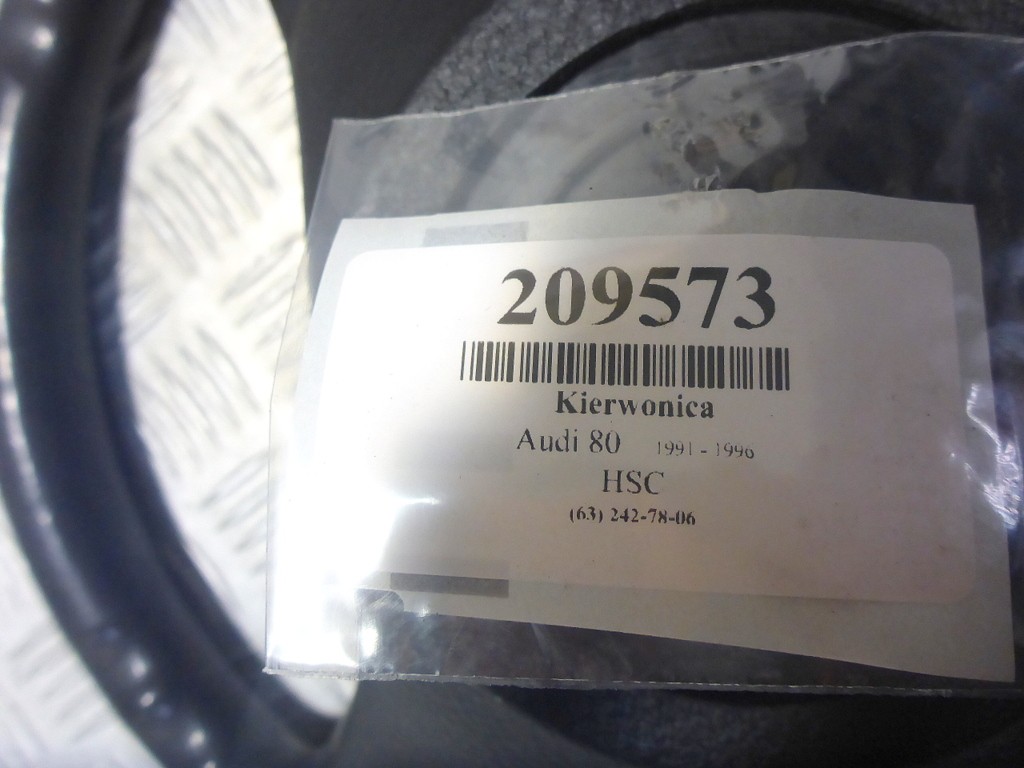 209573
Kierwonica
Audi 80 1991 - 1996
HSC
(63) 242-78-06